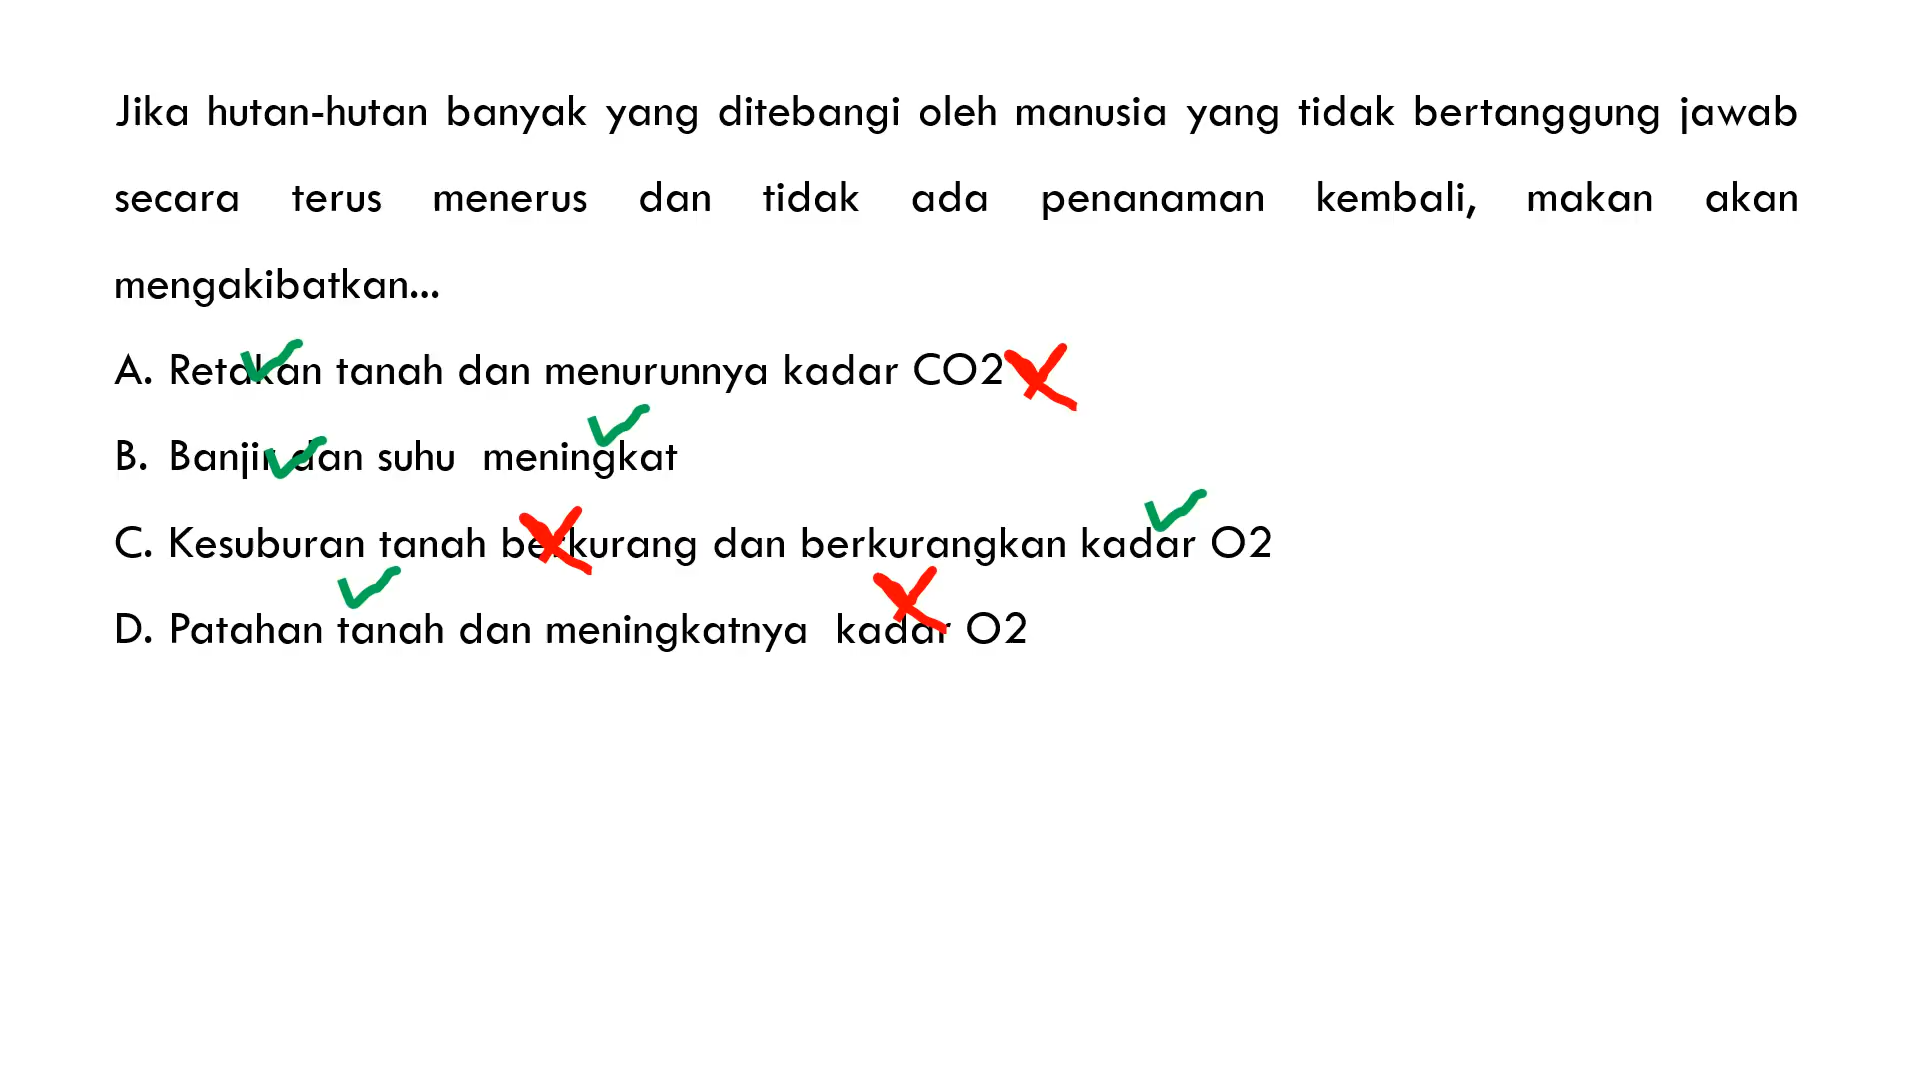 Jika hutan-hutan banyak yang ditebangi oleh manusia yang tidak bertanggung jawab
secara terus menerus dan tidak ada penanaman kembali, makan akan
mengakibatkan...
A. Retakan tanah dan menurunnya kadar CO2
B. Banjir dan suhu meningkat
C. Kesuburan tanah berkurang dan berkurangkan kadar O2
D. Patahan tanah dan meningkatnya kadar O2